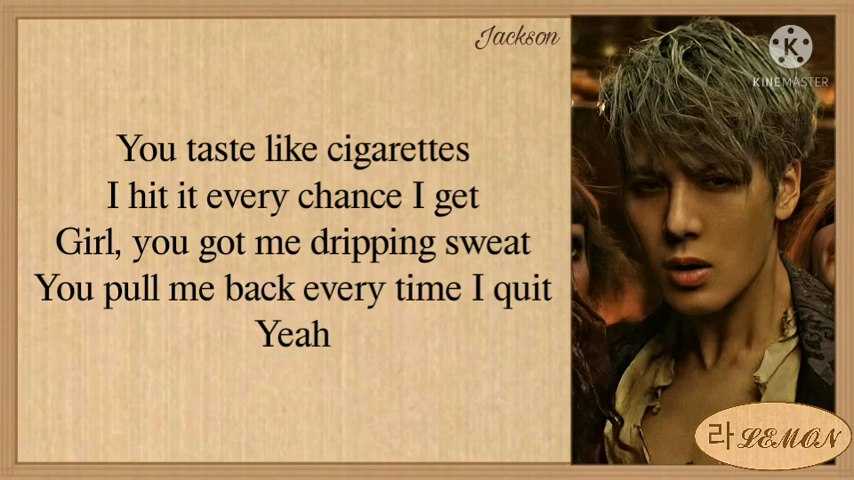 Jackson
KINEMASTER
You taste like cigarettes
I hit it every chance I get
Girl, you got me dripping sweat
You pull me back every time I quit
Yeah
라 LEMON